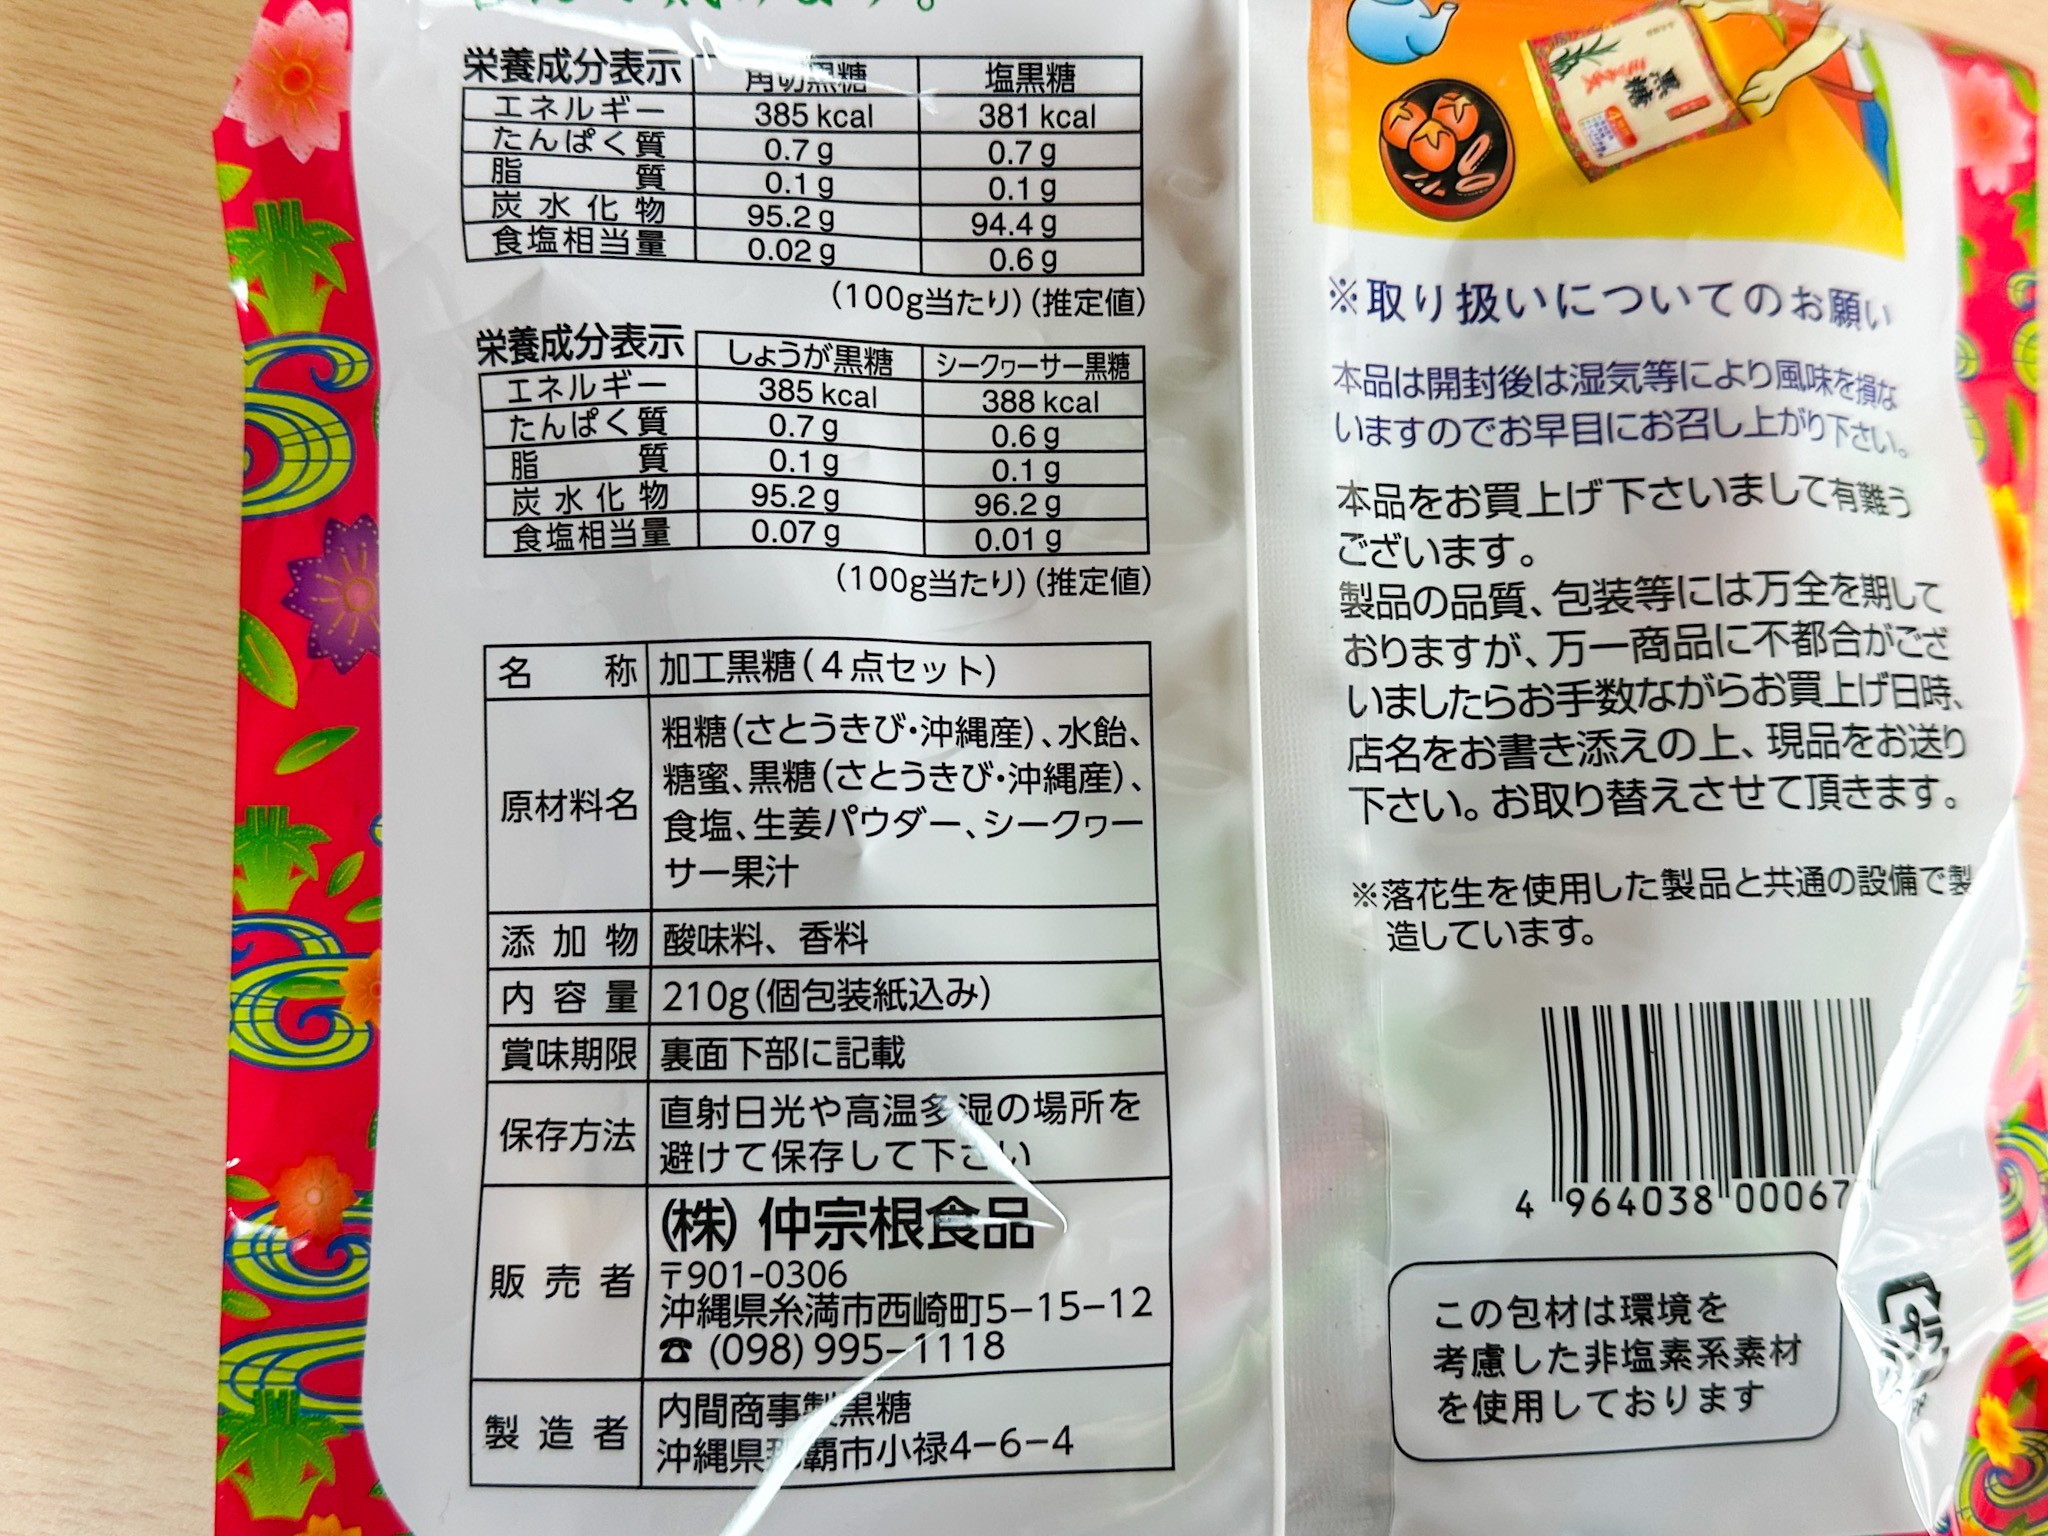 栄養成分表示 角切黒糖 塩黒糖
エネルギー 385 kcal 381 kcal
たんぱく質 0.7 g 0.7 g
脂質 0.1 g 0.1 g
炭水化物 95.2 g 94.4 g
食塩相当量 0.02 g 0.6 g
(100g当たり)(推定値)
栄養成分表示 しょうが黒糖 シークヮーサー黒糖
エネルギー 385 kcal 388 kcal
たんぱく質 0.7 g 0.6 g
脂質 0.1 g 0.1 g
炭水化物 95.2 g 96.2 g
食塩相当量 0.07 g 0.01 g
(100g当たり)(推定値)
名称 加工黒糖(4点セット)
原材料名 粗糖(さとうきび・沖縄産)、水飴、
糖蜜、黒糖(さとうきび・沖縄産)、
食塩、生姜パウダー、シークヮー
サー果汁
添加物 酸味料、香料
内容量 210g(個包装紙込み)
賞味期限 裏面下部に記載
保存方法 直射日光や高温多湿の場所を
避けて保存して下さい
販売者 (株)仲宗根食品
〒901-0306
沖縄県糸満市西崎町5-15-12
☎ (098)995-1118
製造者 内間商事製黒糖
沖縄県那覇市小禄4-6-4
黒糖
※取り扱いについてのお願い
本品は開封後は湿気等により風味を損な
いますのでお早目にお召し上がり下さい。
本品をお買上げ下さいまして有難う
ございます。
製品の品質、包装等には万全を期して
おりますが、万一商品に不都合がござ
いましたらお手数ながらお買上げ日時、
店名をお書き添えの上、現品をお送り
下さい。お取り替えさせて頂きます。
※落花生を使用した製品と共通の設備で製
造しています。
4 964038 00067
この包材は環境を
考慮した非塩素系素材
を使用しております
プラ